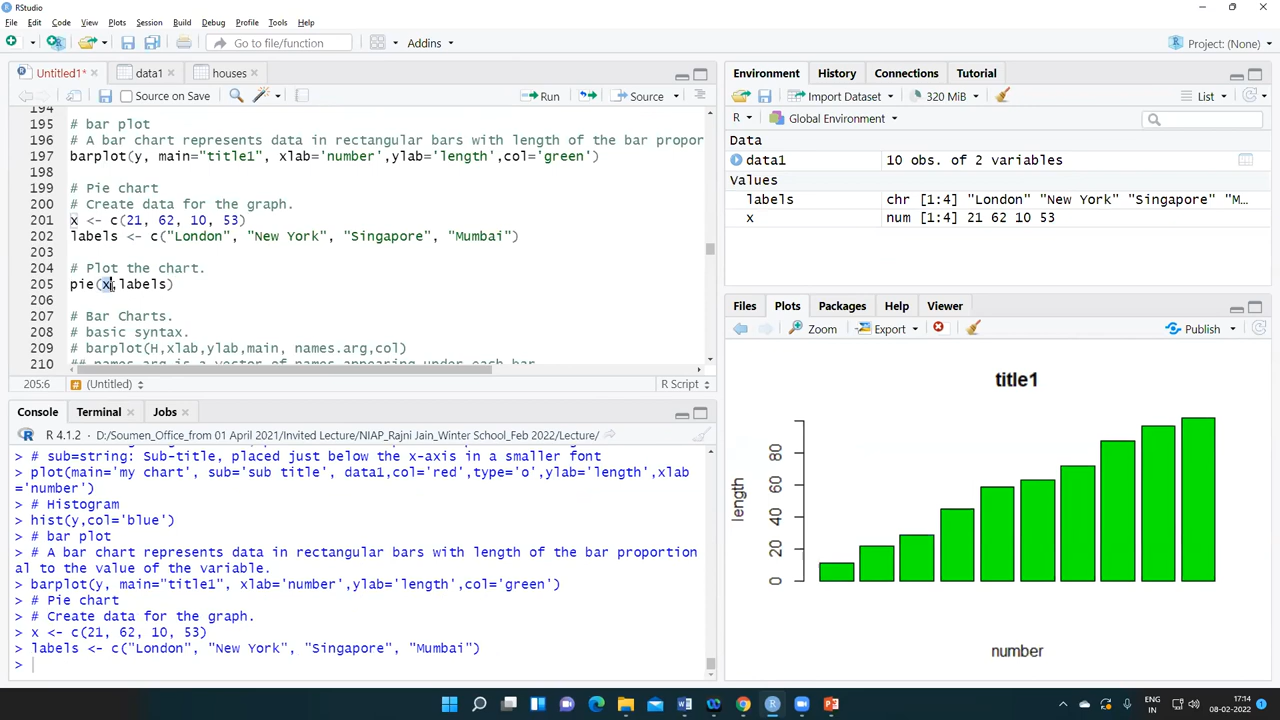 RStudio
File Edit Code View Plots Session Build Debug Profile Tools Help
Go to file/function Addins Project: (None)
Untitled1* data1 houses
Source on Save Run Source
194
195 # bar plot
196 # A bar chart represents data in rectangular bars with length of the bar propor
197 barplot(y, main="title1", xlab='number',ylab='length',col='green')
198
199 # Pie chart
200 # Create data for the graph.
201 x <- c(21, 62, 10, 53)
202 labels <- c("London", "New York", "Singapore", "Mumbai")
203
204 # Plot the chart.
205 pie(x,labels)
206
207 # Bar Charts.
208 # basic syntax.
209 # barplot(H,xlab,ylab,main, names.arg,col)
210 ## names.arg is a vector of names appearing under each bar
205:6 (Untitled) R Script
Console Terminal Jobs
R 4.1.2 · D:/Soumen_Office_from 01 April 2021/Invited Lecture/NIAP_Rajni Jain_Winter School_Feb 2022/Lecture/
> # sub=string: Sub-title, placed just below the x-axis in a smaller font
> plot(main='my chart', sub='sub title', data1,col='red',type='o',ylab='length',xlab
='number')
> # Histogram
> hist(y,col='blue')
> # bar plot
> # A bar chart represents data in rectangular bars with length of the bar proportion
al to the value of the variable.
> barplot(y, main="title1", xlab='number',ylab='length',col='green')
> # Pie chart
> # Create data for the graph.
> x <- c(21, 62, 10, 53)
> labels <- c("London", "New York", "Singapore", "Mumbai")
>
Environment History Connections Tutorial
Import Dataset 320 MiB List
R Global Environment
Data
data1 10 obs. of 2 variables
Values
labels chr [1:4] "London" "New York" "Singapore" "M…
x num [1:4] 21 62 10 53
Files Plots Packages Help Viewer
Zoom Export Publish
title1
length
0 20 40 60 80
number
ENG
IN
17:14
08-02-2022